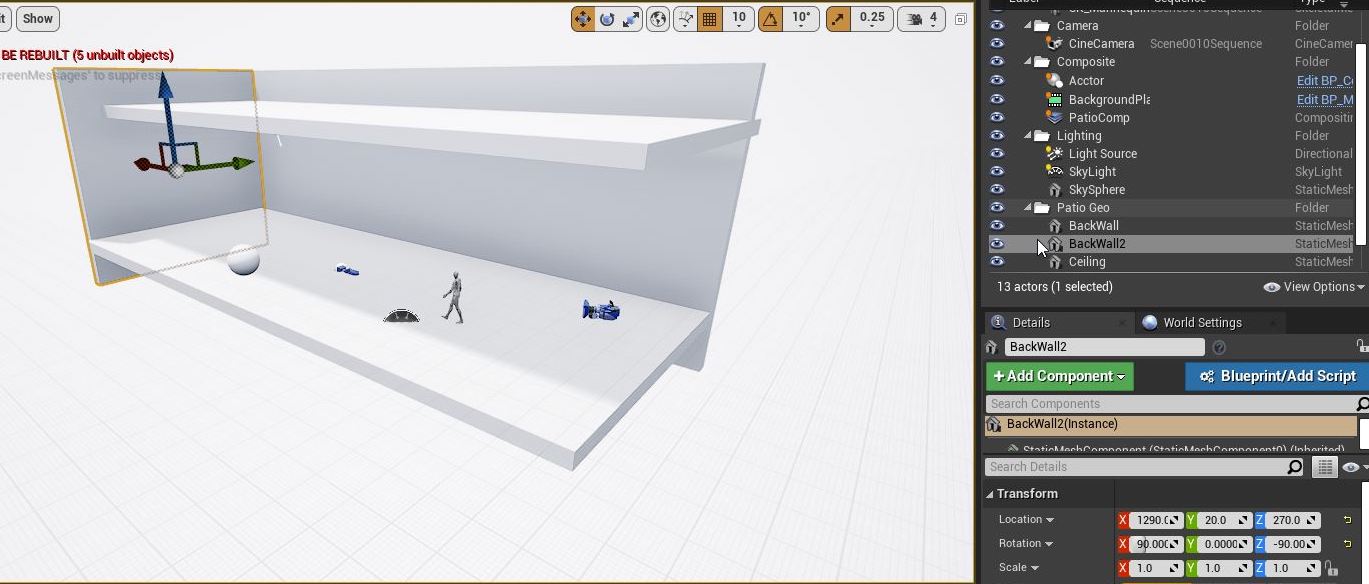 Show
10
10°
0.25
4
BE REBUILT (5 unbuilt objects)
reenMessages' to suppress
Camera Folder
CineCamera Scene0010Sequence CineCamer
Composite Folder
Acctor Edit BP_C
BackgroundPla Edit BP_M
PatioComp Compositin
Lighting Folder
Light Source Directional
SkyLight SkyLight
SkySphere StaticMesh
Patio Geo Folder
BackWall StaticMesh
BackWall2 StaticMesh
Ceiling StaticMesh
13 actors (1 selected) View Options
Details World Settings
BackWall2
+ Add Component Blueprint/Add Script
Search Components
BackWall2(Instance)
StaticMeshComponent (StaticMeshComponent0) (Inherited)
Search Details
Transform
Location X 1290.0 Y 20.0 Z 270.0
Rotation X 90.000 Y 0.0000 Z -90.00
Scale X 1.0 Y 1.0 Z 1.0